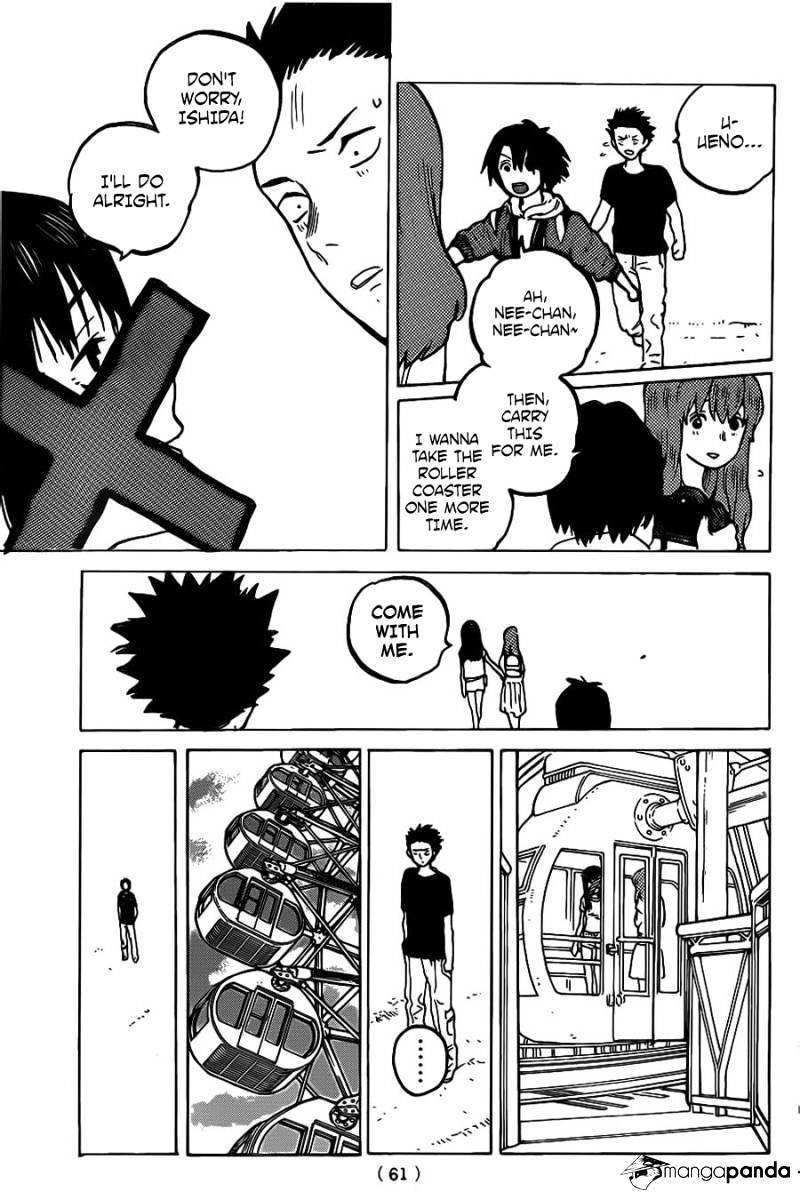 U-
UENO...
DON'T
WORRY,
ISHIDA!
I'LL DO
ALRIGHT.
AH,
NEE-CHAN,
NEE-CHAN~
THEN,
CARRY
THIS
FOR ME.
I WANNA
TAKE THE
ROLLER
COASTER
ONE MORE
TIME.
COME
WITH
ME.
......
( 61 )
mangapanda